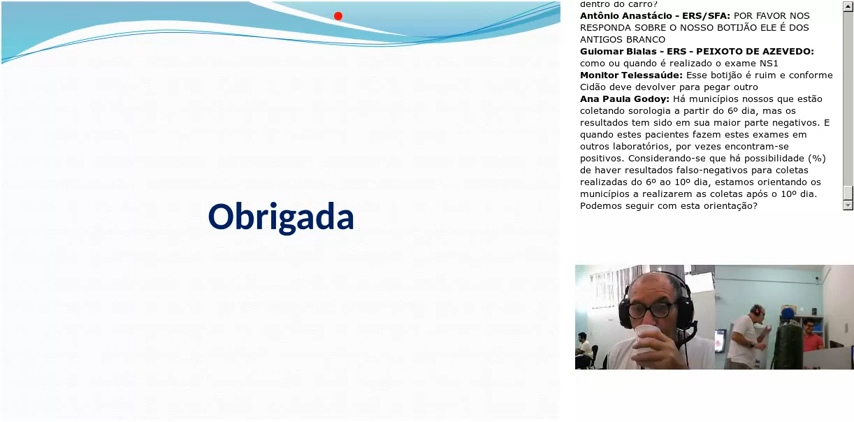 Obrigada
dentro do carro?
Antônio Anastácio - ERS/SFA: POR FAVOR NOS
RESPONDA SOBRE O NOSSO BOTIJÃO ELE É DOS
ANTIGOS BRANCO
Guiomar Bialas - ERS - PEIXOTO DE AZEVEDO:
como ou quando é realizado o exame NS1
Monitor Telessaúde: Esse botijão é ruim e conforme
Cidão deve devolver para pegar outro
Ana Paula Godoy: Há municípios nossos que estão
coletando sorologia a partir do 6º dia, mas os
resultados tem sido em sua maior parte negativos. E
quando estes pacientes fazem estes exames em
outros laboratórios, por vezes encontram-se
positivos. Considerando-se que há possibilidade (%)
de haver resultados falso-negativos para coletas
realizadas do 6º ao 10º dia, estamos orientando os
municípios a realizarem as coletas após o 10º dia.
Podemos seguir com esta orientação?